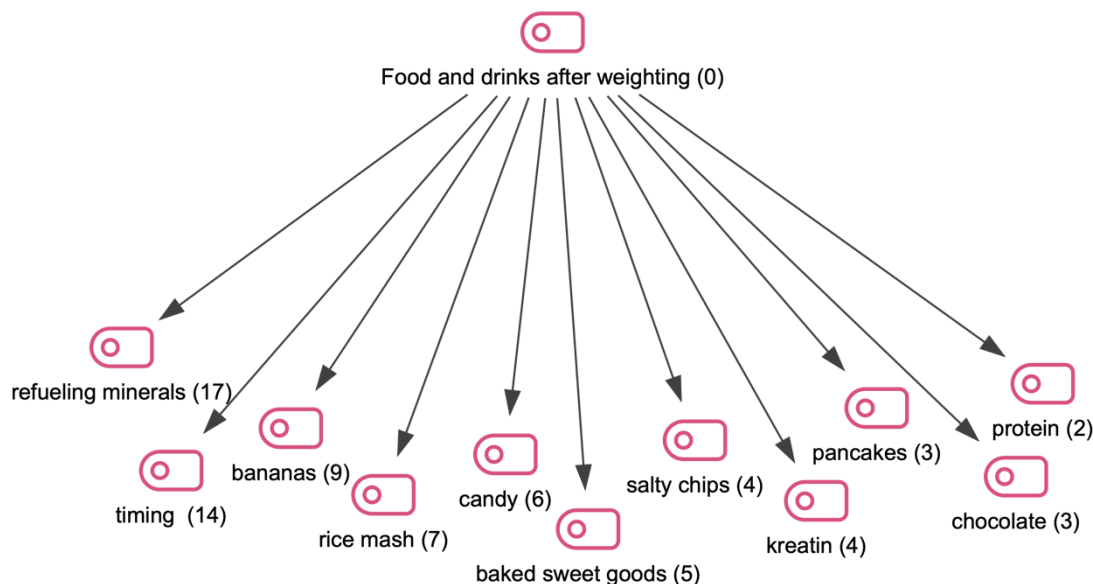 Food and drinks after weighting (0)
refueling minerals (17)
timing (14)
bananas (9)
rice mash (7)
candy (6)
baked sweet goods (5)
salty chips (4)
kreatin (4)
pancakes (3)
chocolate (3)
protein (2)